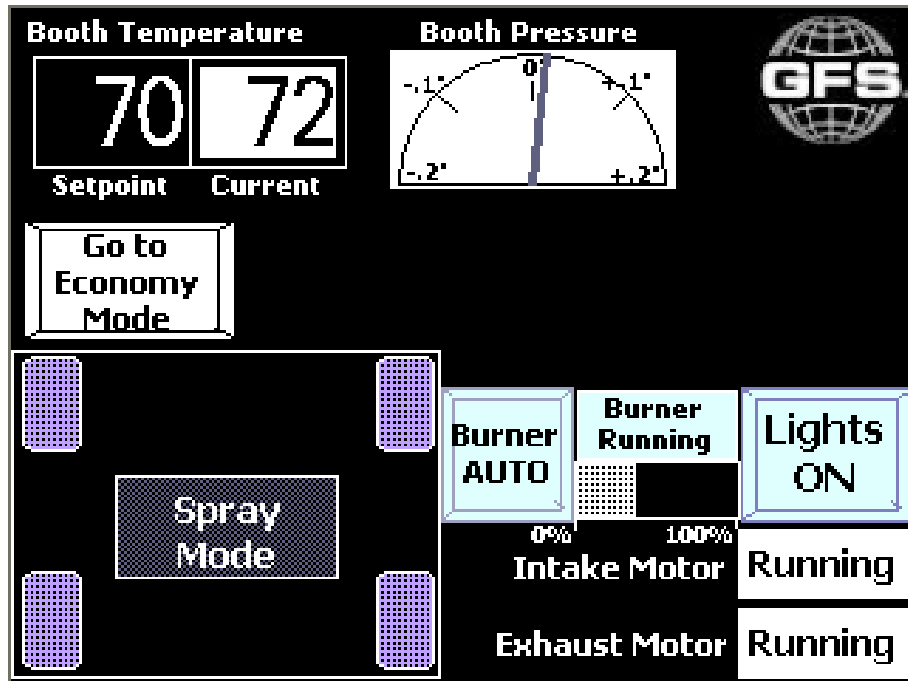 Booth Temperature
70 72
Setpoint Current
Booth Pressure
-.2" -.1" 0" +.1" +.2"
GFS.
Go to
Economy
Mode
Spray
Mode
Burner
AUTO
Burner
Running
0% 100%
Lights
ON
Intake Motor Running
Exhaust Motor Running